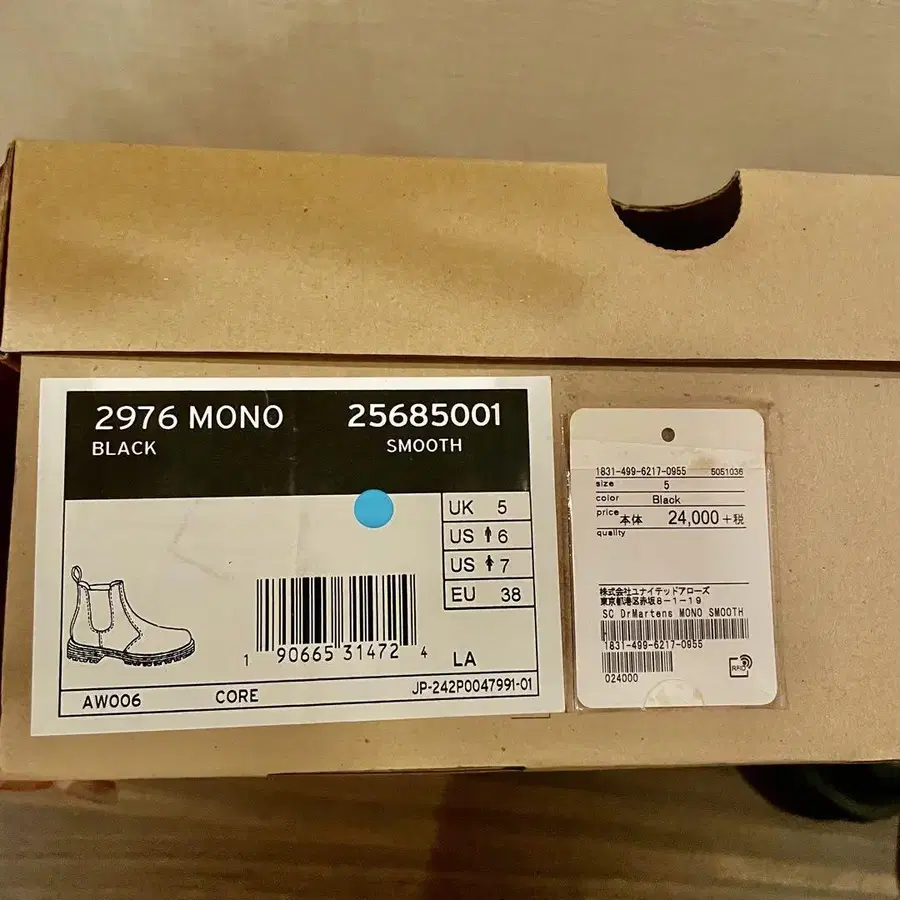 2976 MONO 25685001
BLACK SMOOTH
UK 5
US 6
US 7
EU 38
1 90665 31472 4
LA
AW006 CORE JP-242P0047991-01
1831-499-6217-0955 5051036
size 5
color Black
price 本体 24,000+税
quality
株式会社ユナイテッドアローズ
東京都港区赤坂8-1-19
SC DrMartens MONO SMOOTH
1831-499-6217-0955
024000
RFID